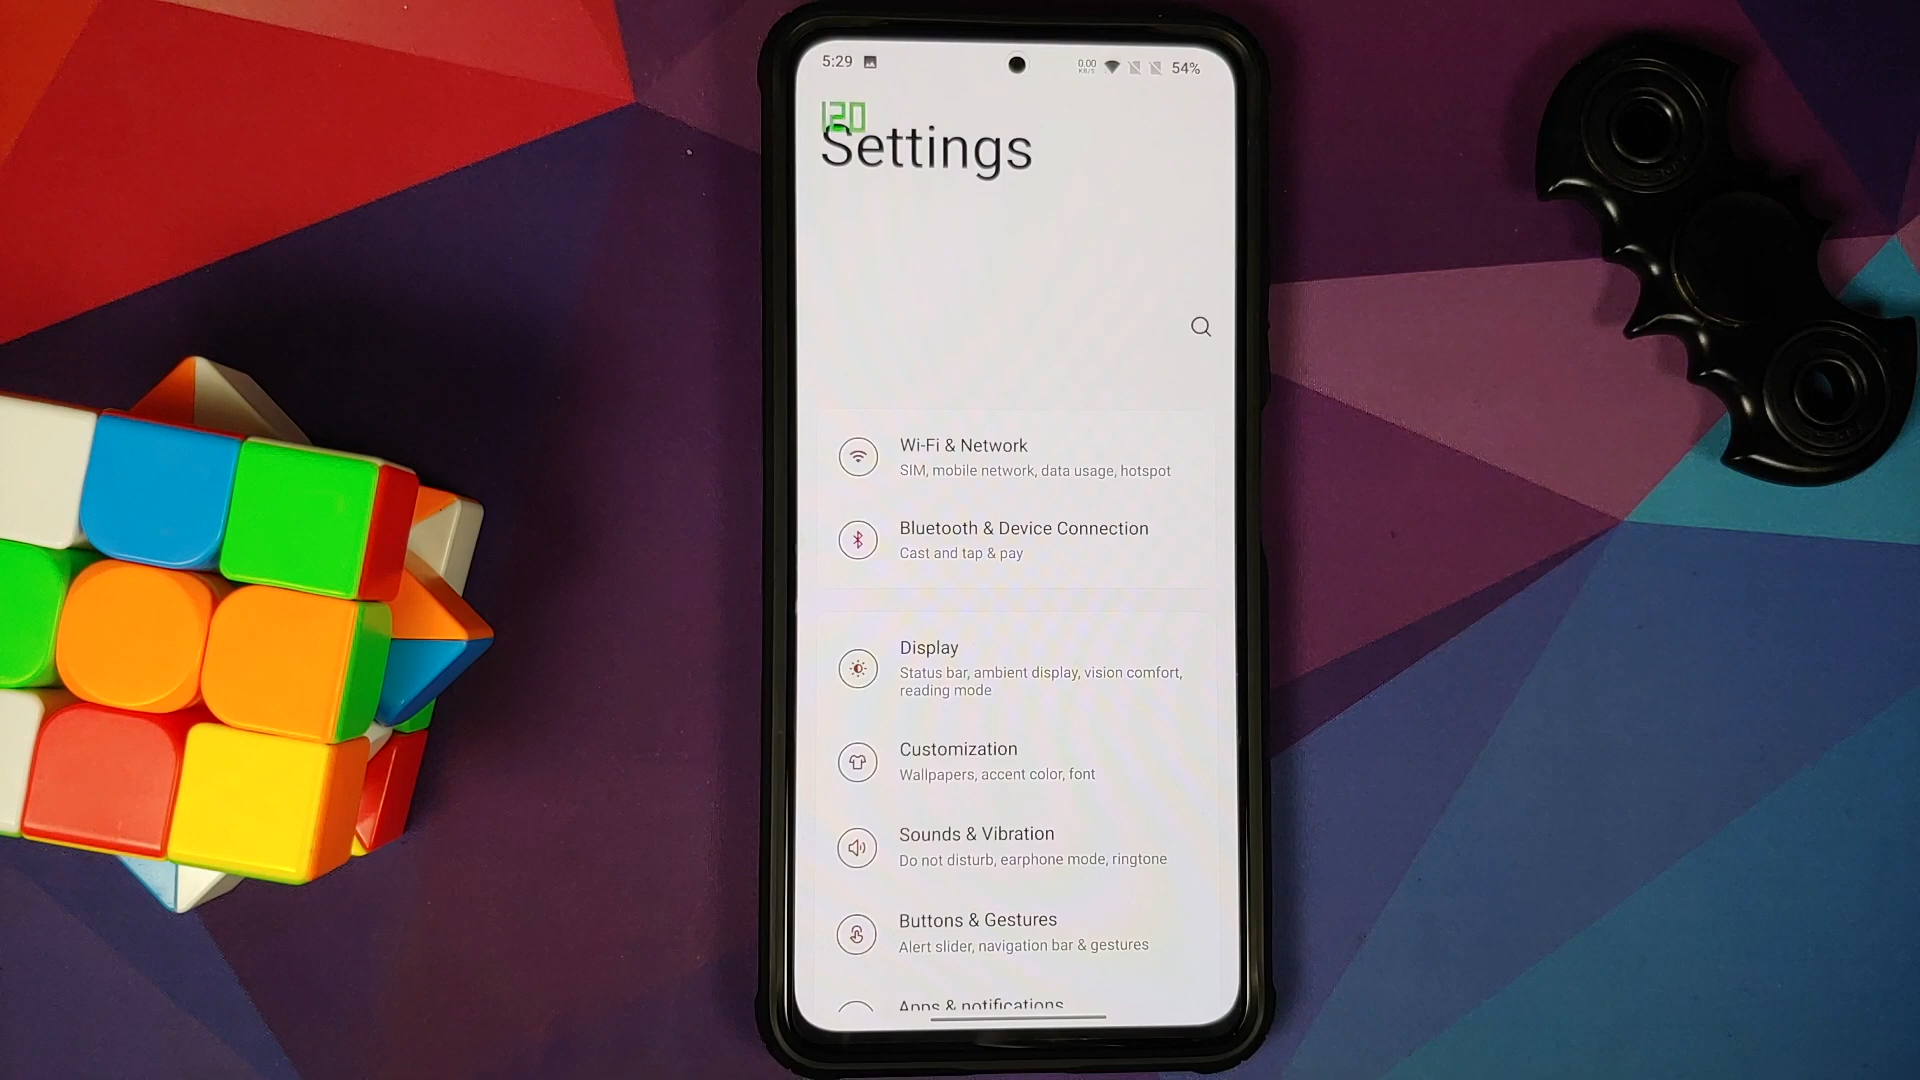 5:29
0.00
KB/S
54%
120
Settings
Wi-Fi & Network
SIM, mobile network, data usage, hotspot
Bluetooth & Device Connection
Cast and tap & pay
Display
Status bar, ambient display, vision comfort,
reading mode
Customization
Wallpapers, accent color, font
Sounds & Vibration
Do not disturb, earphone mode, ringtone
Buttons & Gestures
Alert slider, navigation bar & gestures
Apps & notifications